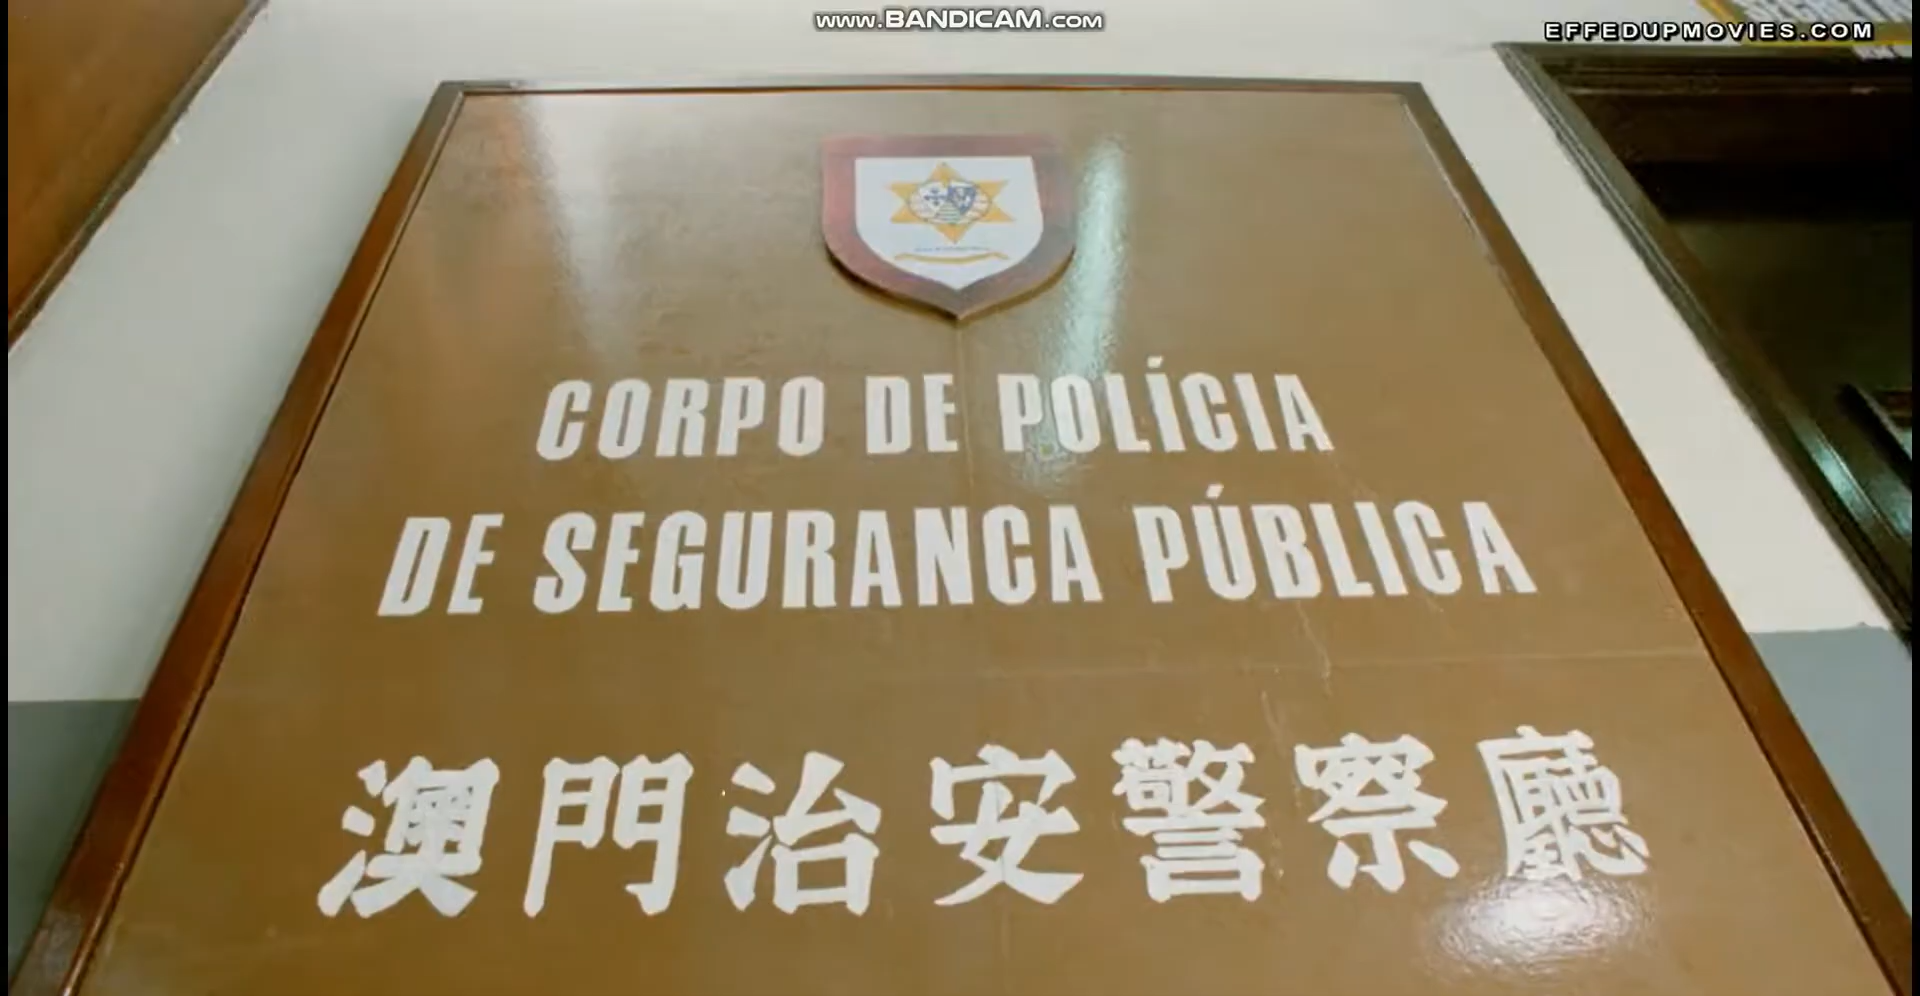 www.BANDICAM.com
EFFEDUPMOVIES.COM
CORPO DE POLÍCIA
DE SEGURANCA PÚBLICA
澳門治安警察廳